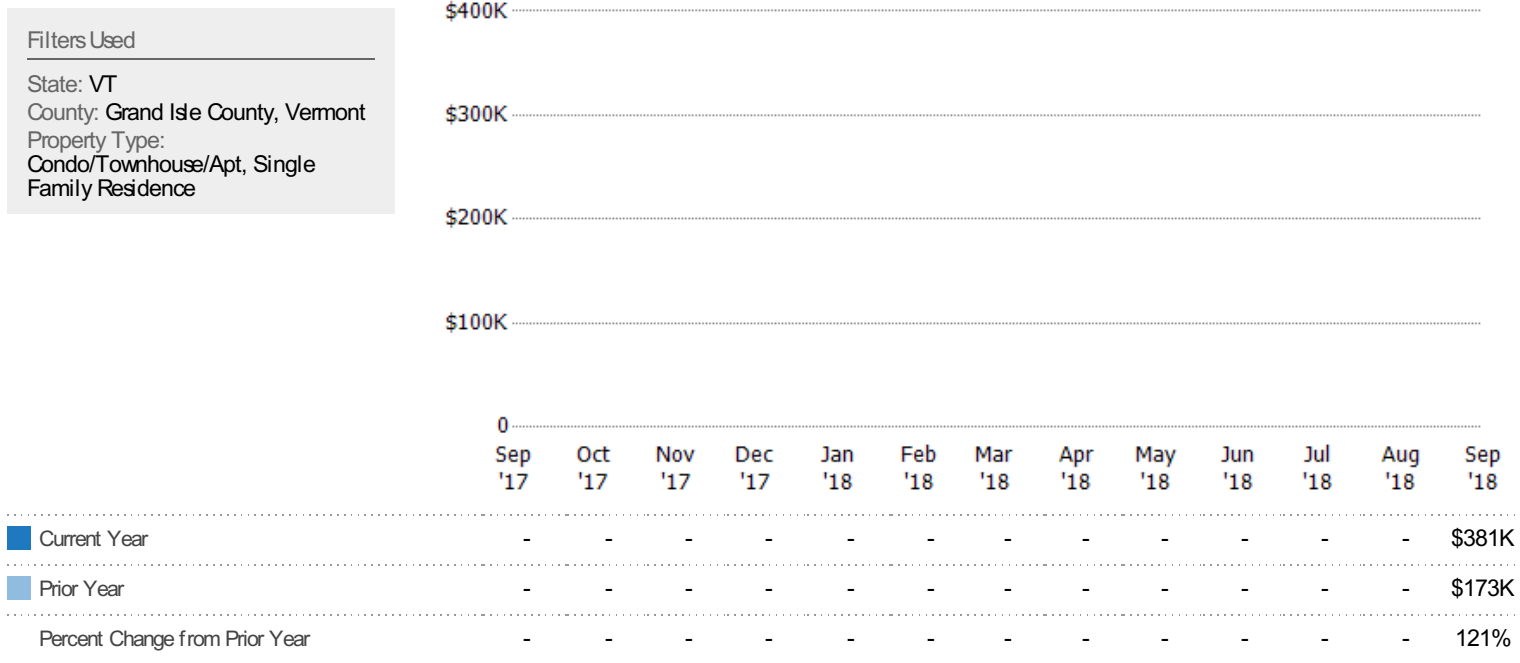 Filters Used
State: VT
County: Grand Isle County, Vermont
Property Type:
Condo/Townhouse/Apt, Single
Family Residence
$400K
$300K
$200K
$100K
0
Sep Oct Nov Dec Jan Feb Mar Apr May Jun Jul Aug Sep
'17 '17 '17 '17 '18 '18 '18 '18 '18 '18 '18 '18 '18
Current Year - - - - - - - - - - - - $381K
Prior Year - - - - - - - - - - - - $173K
Percent Change from Prior Year - - - - - - - - - - - - 121%